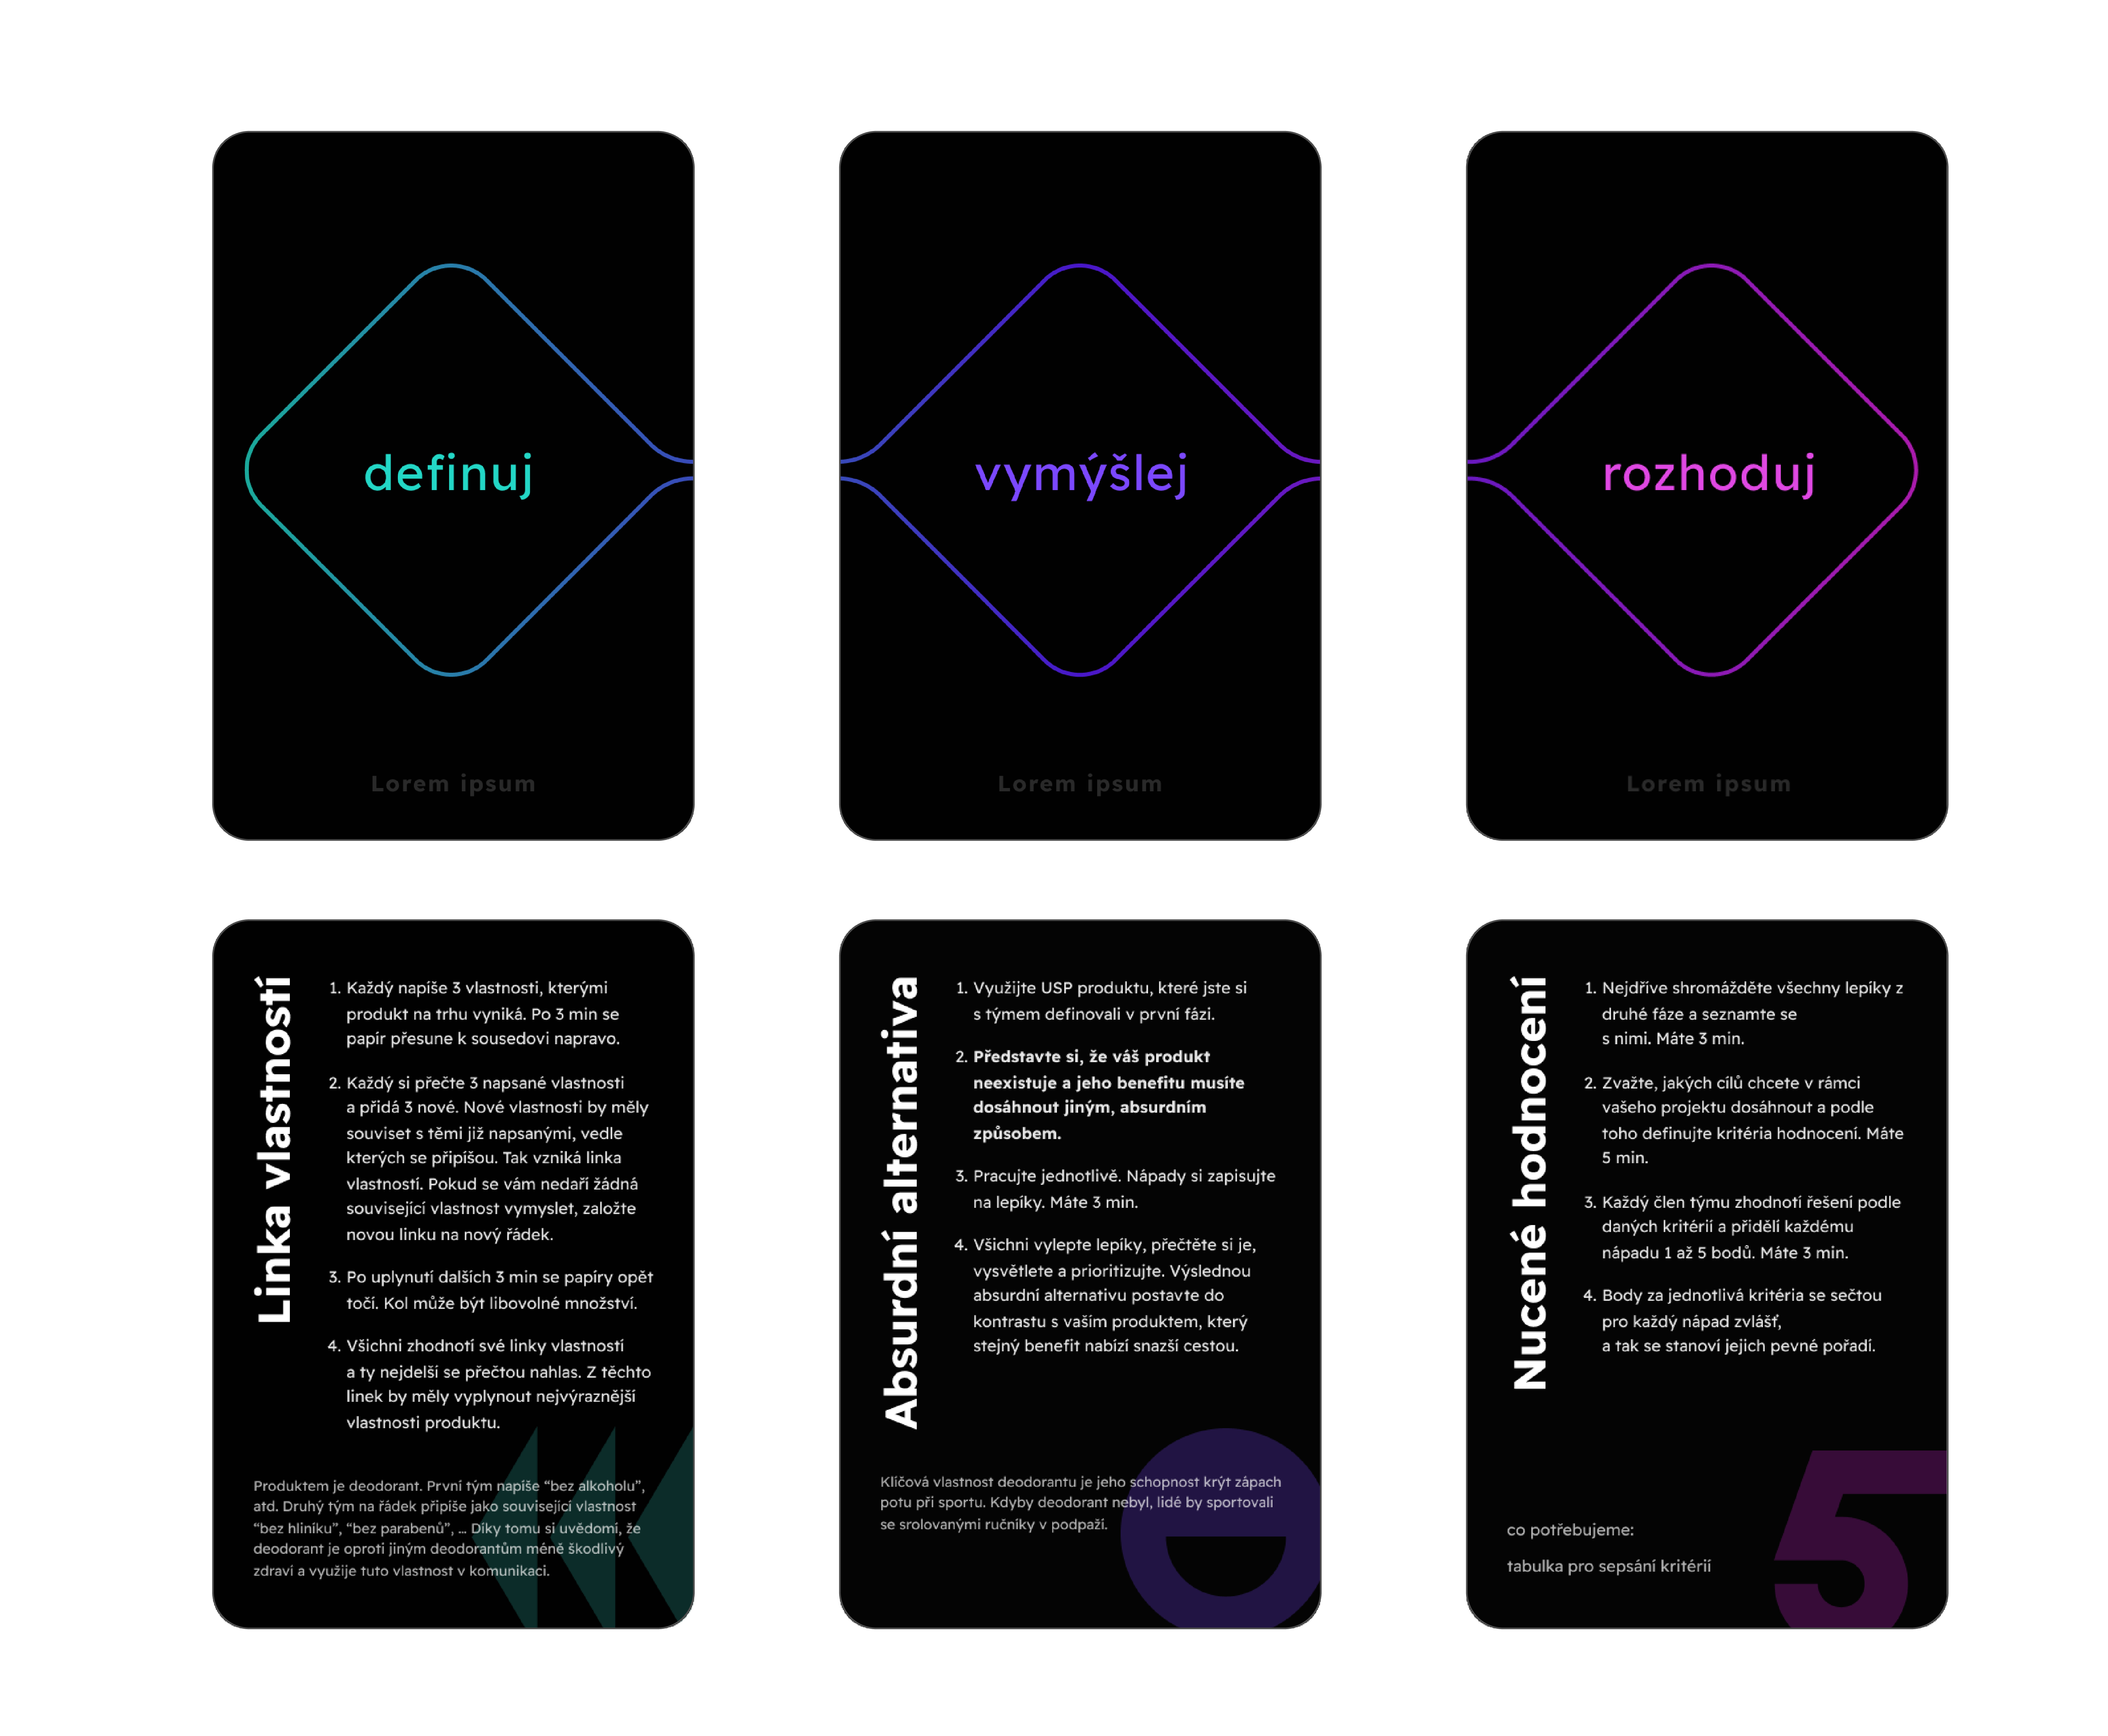 definuj
Lorem ipsum
vymýšlej
Lorem ipsum
rozhoduj
Lorem ipsum
Linka vlastností
1. Každý napíše 3 vlastnosti, kterými
produkt na trhu vyniká. Po 3 min se
papír přesune k sousedovi napravo.
2. Každý si přečte 3 napsané vlastnosti
a přidá 3 nové. Nové vlastnosti by měly
souviset s těmi již napsanými, vedle
kterých se připíšou. Tak vzniká linka
vlastností. Pokud se vám nedaří žádná
související vlastnost vymyslet, založte
novou linku na nový řádek.
3. Po uplynutí dalších 3 min se papíry opět
točí. Kol může být libovolné množství.
4. Všichni zhodnotí své linky vlastností
a ty nejdelší se přečtou nahlas. Z těchto
linek by měly vyplynout nejvýraznější
vlastnosti produktu.
Produktem je deodorant. První tým napíše “bez alkoholu”,
atd. Druhý tým na řádek připíše jako související vlastnost
“bez hliníku”, “bez parabenů”, … Díky tomu si uvědomí, že
deodorant je oproti jiným deodorantům méně škodlivý
zdraví a využije tuto vlastnost v komunikaci.
Absurdní alternativa
1. Využijte USP produktu, které jste si
s týmem definovali v první fázi.
2. Představte si, že váš produkt
neexistuje a jeho benefitu musíte
dosáhnout jiným, absurdním
způsobem.
3. Pracujte jednotlivě. Nápady si zapisujte
na lepíky. Máte 3 min.
4. Všichni vylepte lepíky, přečtěte si je,
vysvětlete a prioritizujte. Výslednou
absurdní alternativu postavte do
kontrastu s vaším produktem, který
stejný benefit nabízí snazší cestou.
Klíčová vlastnost deodorantu je jeho schopnost krýt zápach
potu při sportu. Kdyby deodorant nebyl, lidé by sportovali
se srolovanými ručníky v podpaží.
Nucené hodnocení
1. Nejdříve shromážděte všechny lepíky z
druhé fáze a seznamte se
s nimi. Máte 3 min.
2. Zvažte, jakých cílů chcete v rámci
vašeho projektu dosáhnout a podle
toho definujte kritéria hodnocení. Máte
5 min.
3. Každý člen týmu zhodnotí řešení podle
daných kritérií a přidělí každému
nápadu 1 až 5 bodů. Máte 3 min.
4. Body za jednotlivá kritéria se sečtou
pro každý nápad zvlášť,
a tak se stanoví jejich pevné pořadí.
co potřebujeme:
tabulka pro sepsání kritérií
5